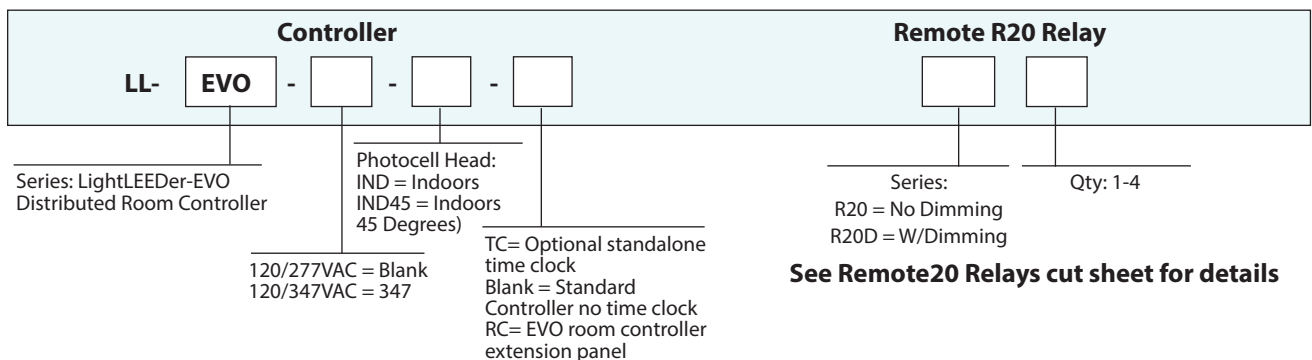 Controller
Remote R20 Relay
LL- EVO - - -
Series: LightLEEDer-EVO
Distributed Room Controller
120/277VAC = Blank
120/347VAC = 347
Photocell Head:
IND = Indoors
IND45 = Indoors
45 Degrees)
TC= Optional standalone
time clock
Blank = Standard
Controller no time clock
RC= EVO room controller
extension panel
Series:
R20 = No Dimming
R20D = W/Dimming
Qty: 1-4
See Remote20 Relays cut sheet for details